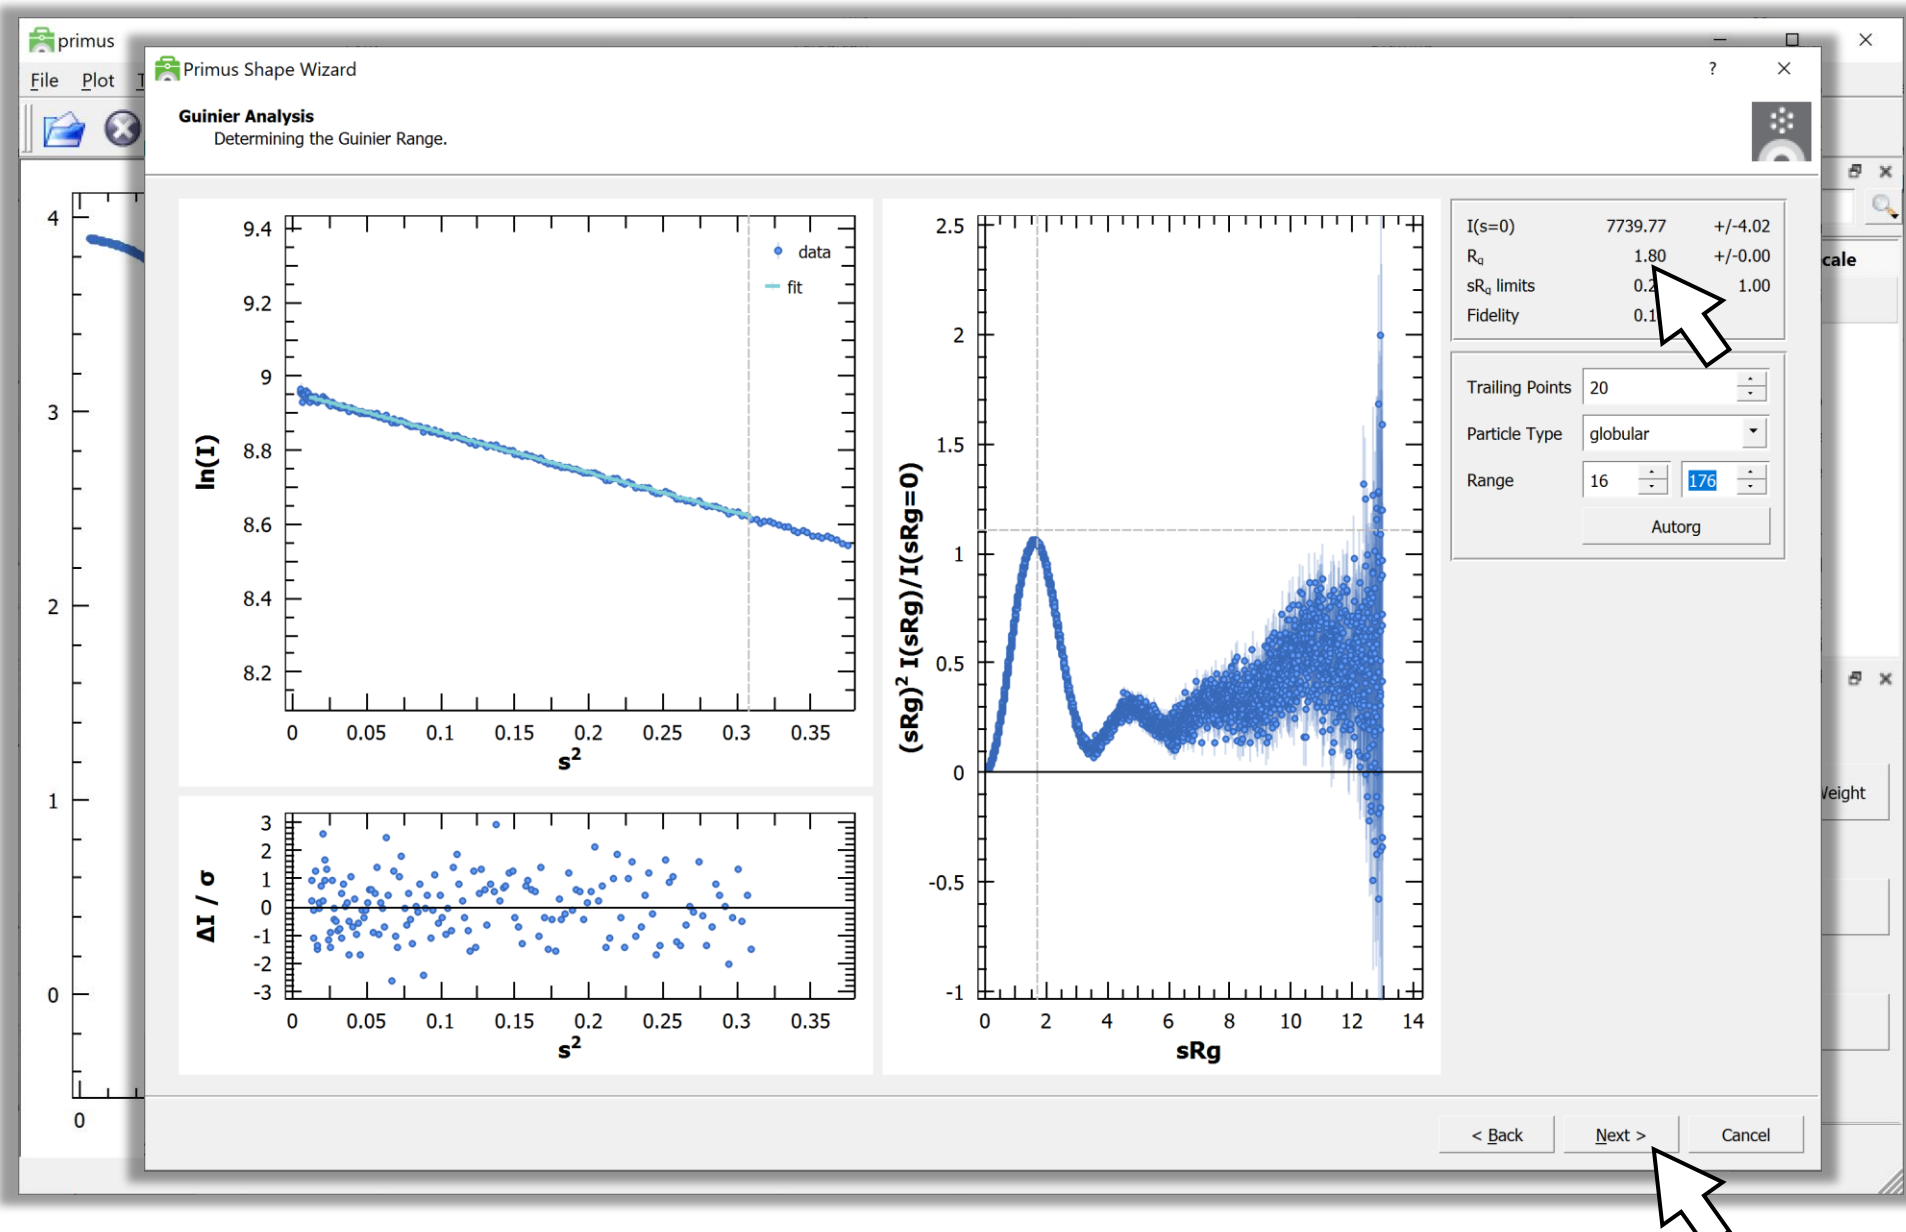 primus
File Plot
Primus Shape Wizard
?
Guinier Analysis
Determining the Guinier Range.
4
3
2
1
0
0
9.4
9.2
9
8.8
8.6
8.4
8.2
ln(I)
data
fit
0 0.05 0.1 0.15 0.2 0.25 0.3 0.35
s²
3
2
1
0
-1
-2
-3
ΔI / σ
0 0.05 0.1 0.15 0.2 0.25 0.3 0.35
s²
2.5
2
1.5
1
0.5
0
-0.5
-1
(sRg)² I(sRg)/I(sRg=0)
0 2 4 6 8 10 12 14
sRg
I(s=0) 7739.77 +/-4.02
Rg 1.80 +/-0.00
sRg limits 1.00
Fidelity
Trailing Points 20
Particle Type globular
Range 16 176
Autorg
< Back Next > Cancel